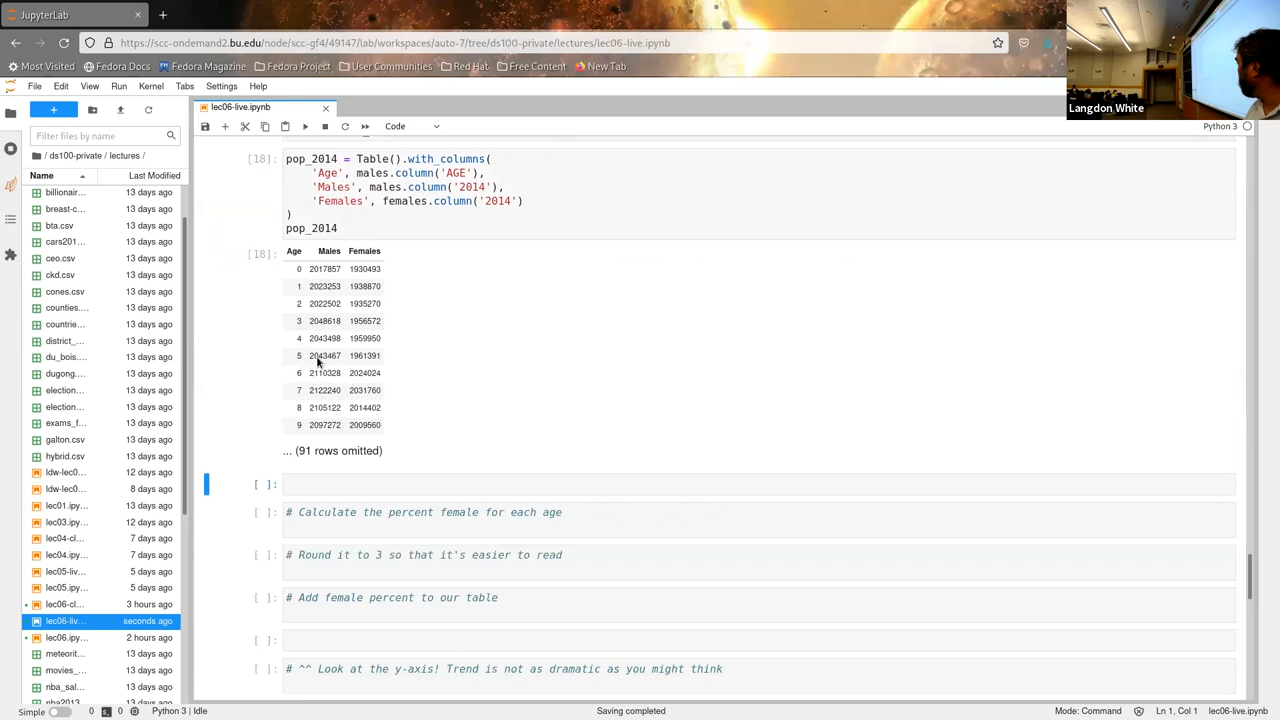 JupyterLab
https://scc-ondemand2.bu.edu/node/scc-gf4/49147/lab/workspaces/auto-7/tree/ds100-private/lectures/lec06-live.ipynb
Most Visited Fedora Docs Fedora Magazine Fedora Project User Communities Red Hat Free Content New Tab
Langdon White
File Edit View Run Kernel Tabs Settings Help
lec06-live.ipynb
Code
Python 3
Filter files by name
/ ds100-private / lectures /
Name Last Modified
billionair... 13 days ago
breast-c... 13 days ago
bta.csv 13 days ago
cars201... 13 days ago
ceo.csv 13 days ago
ckd.csv 13 days ago
cones.csv 13 days ago
counties.... 13 days ago
countrie... 13 days ago
district_... 13 days ago
du_bois.... 13 days ago
dugong.... 13 days ago
election... 13 days ago
election... 13 days ago
exams_f... 13 days ago
galton.csv 13 days ago
hybrid.csv 13 days ago
ldw-lec0... 12 days ago
ldw-lec0... 8 days ago
lec01.ipy... 13 days ago
lec03.ipy... 12 days ago
lec04-cl... 7 days ago
lec04.ipy... 7 days ago
lec05-liv... 5 days ago
lec05.ipy... 5 days ago
lec06-cl... 3 hours ago
lec06-liv... seconds ago
lec06.ipy... 2 hours ago
meteorit... 13 days ago
movies_... 13 days ago
nba_sal... 13 days ago
nba2013... 13 days ago
[18]: pop_2014 = Table().with_columns(
'Age', males.column('AGE'),
'Males', males.column('2014'),
'Females', females.column('2014')
)
pop_2014
[18]: Age Males Females
0 2017857 1930493
1 2023253 1938870
2 2022502 1935270
3 2048618 1956572
4 2043498 1959950
5 2043467 1961391
6 2110328 2024024
7 2122240 2031760
8 2105122 2014402
9 2097272 2009560
... (91 rows omitted)
[ ]:
[ ]: # Calculate the percent female for each age
[ ]: # Round it to 3 so that it's easier to read
[ ]: # Add female percent to our table
[ ]:
[ ]: # ^^ Look at the y-axis! Trend is not as dramatic as you might think
Simple 0 0 Python 3 | Idle Saving completed Mode: Command Ln 1, Col 1 lec06-live.ipynb